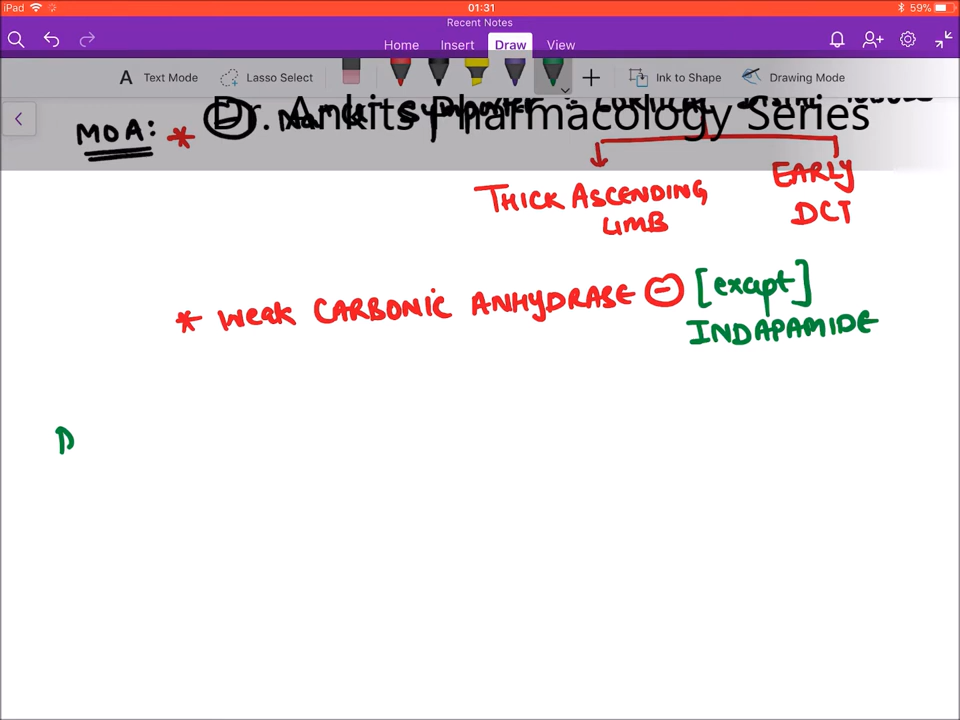 iPad 01:31 59%
Recent Notes
Home Insert Draw View
A Text Mode Lasso Select Ink to Shape Drawing Mode
Dr. Ankits Pharmacology Series
MOA: * Symporter :
THICK ASCENDING LIMB
EARLY DCT
* Weak CARBONIC ANHYDRASE ⊖ [except] INDAPAMIDE